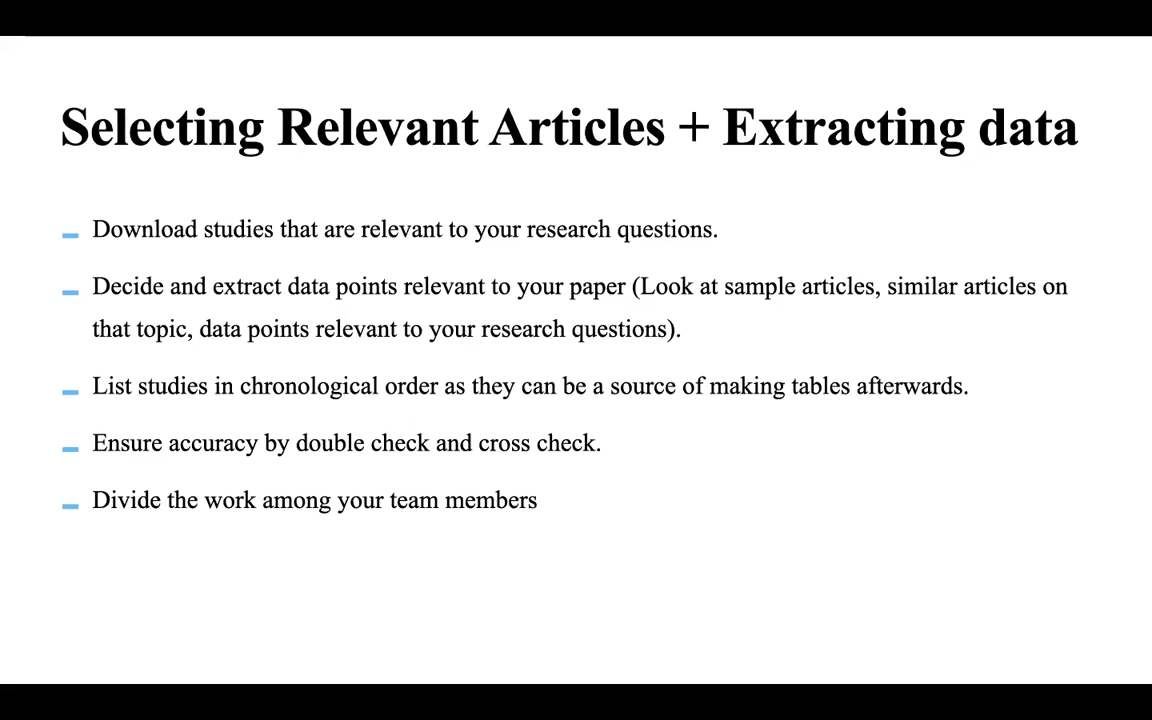 Selecting Relevant Articles + Extracting data
Download studies that are relevant to your research questions.
Decide and extract data points relevant to your paper (Look at sample articles, similar articles on
that topic, data points relevant to your research questions).
List studies in chronological order as they can be a source of making tables afterwards.
Ensure accuracy by double check and cross check.
Divide the work among your team members